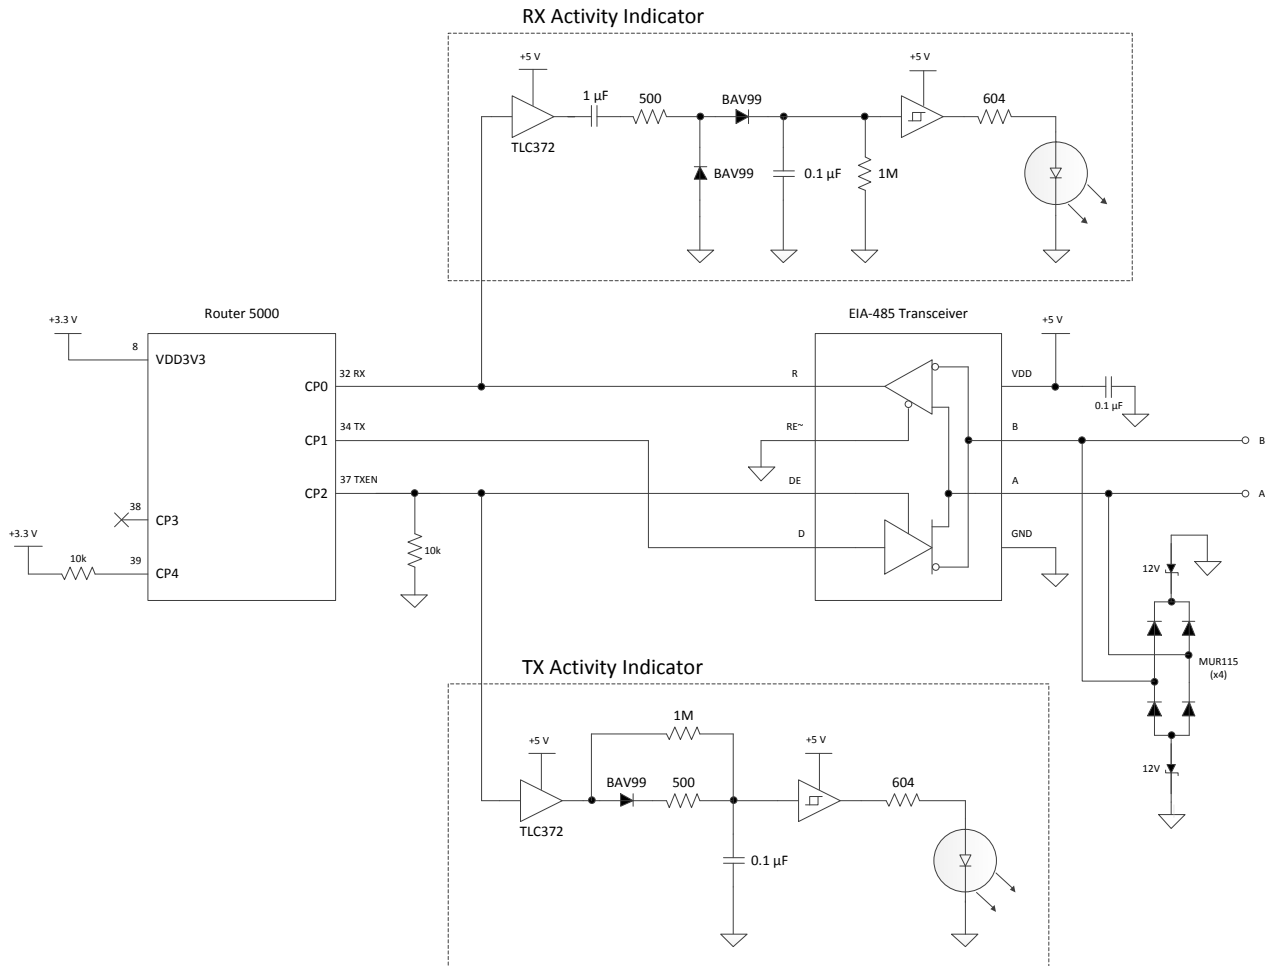 RX Activity Indicator
+5 V
+5 V
1 µF
500
BAV99
604
TLC372
BAV99
0.1 µF
1M
Router 5000
EIA-485 Transceiver
+3.3 V
+5 V
8
VDD3V3
32 RX
R
VDD
CP0
0.1 µF
34 TX
RE~
B
CP1
B
37 TXEN
DE
A
CP2
A
38
CP3
+3.3 V
D
GND
10k
10k
39
CP4
12V
MUR115
(x4)
12V
TX Activity Indicator
1M
+5 V
+5 V
BAV99
500
604
TLC372
0.1 µF